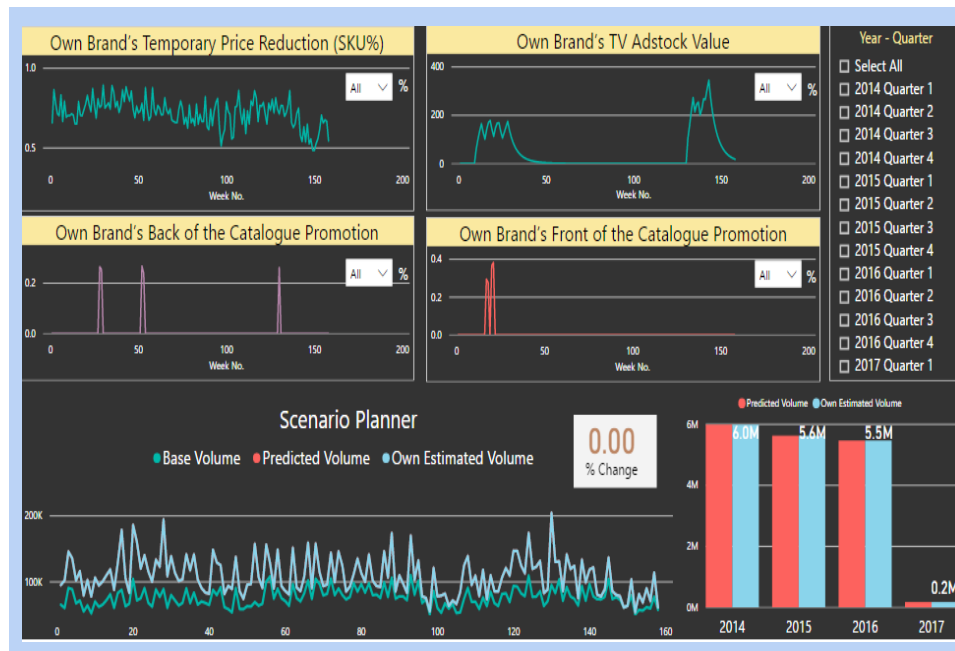 Own Brand's Temporary Price Reduction (SKU%)
1.0
0.5
All
%
0 50 100 150 200
Week No.
Own Brand's TV Adstock Value
400
200
0
All
%
0 50 100 150 200
Week No.
Year - Quarter
Select All
2014 Quarter 1
2014 Quarter 2
2014 Quarter 3
2014 Quarter 4
2015 Quarter 1
2015 Quarter 2
2015 Quarter 3
2015 Quarter 4
2016 Quarter 1
2016 Quarter 2
2016 Quarter 3
2016 Quarter 4
2017 Quarter 1
Own Brand's Back of the Catalogue Promotion
0.2
0.0
All
%
0 50 100 150 200
Week No.
Own Brand's Front of the Catalogue Promotion
0.4
0.2
0.0
All
%
0 50 100 150 200
Week No.
Scenario Planner
Base Volume Predicted Volume Own Estimated Volume
0.00
% Change
200K
100K
0 20 40 60 80 100 120 140 160
Predicted Volume Own Estimated Volume
6M
4M
2M
0M
6.0M 5.6M 5.5M 0.2M
2014 2015 2016 2017